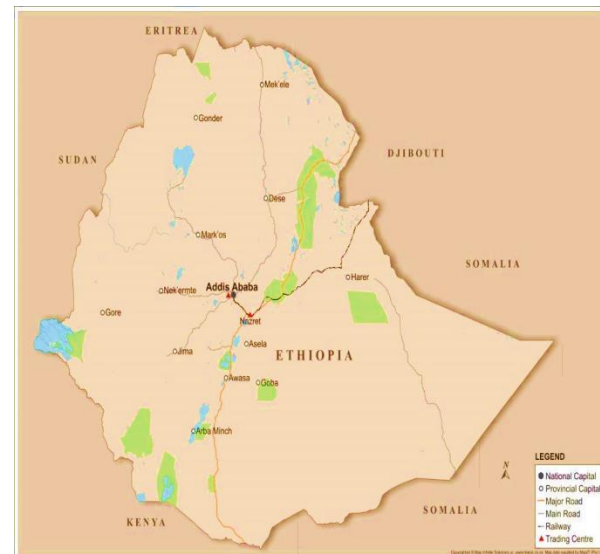 ERITREA
Mek'ele
Gonder
SUDAN
DJIBOUTI
Dese
Mark'os
SOMALIA
Harer
Nek'emte
Addis Ababa
Gore
Nazret
Jima
Asela
ETHIOPIA
Awasa
Goba
Arba Minch
KENYA
SOMALIA
N
LEGEND
National Capital
Provincial Capital
Major Road
Main Road
Railway
Trading Centre